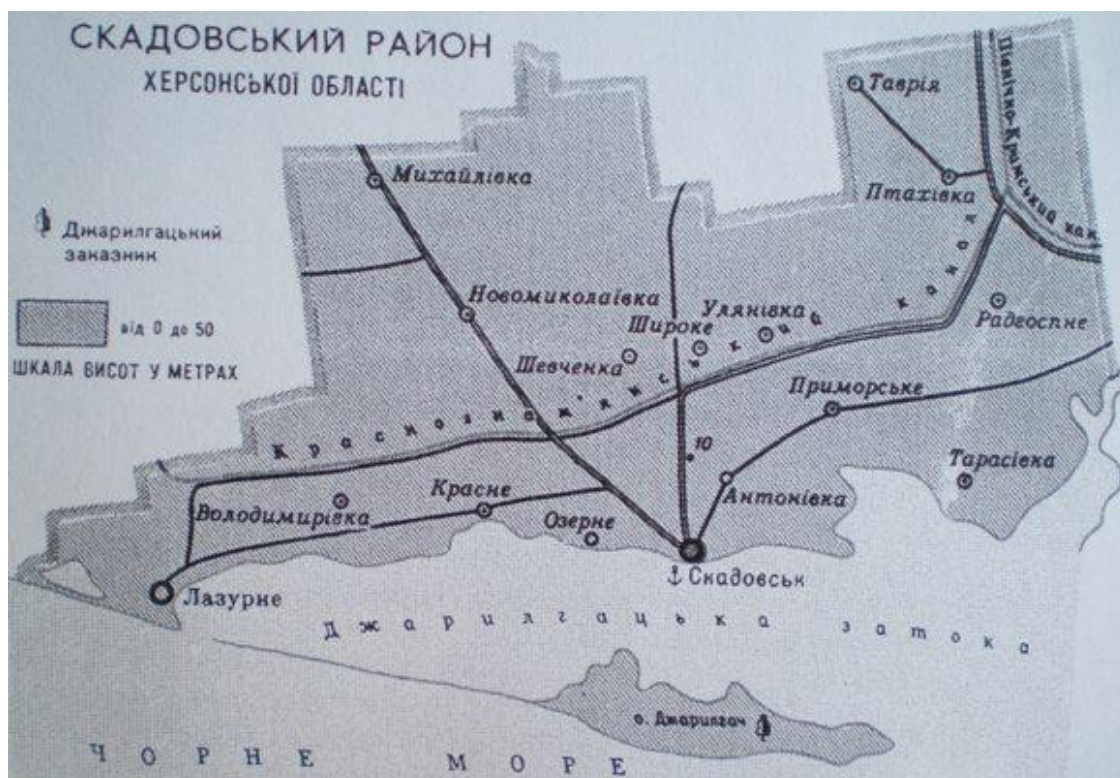 СКАДОВСЬКИЙ РАЙОН
ХЕРСОНСЬКОЇ ОБЛАСТІ
Таврія
Північно-Кримський кан.
Михайлівка
Птахівка
Джарилгацький
заказник
Новомиколаївка
Улянівка
Широке
Радгоспне
від 0 до 50
ШКАЛА ВИСОТ У МЕТРАХ
Шевченка
Приморське
Краснознам'янський канал
10
Тарасівка
Красне
Антонівка
Володимирівка
Озерне
Скадовськ
Лазурне
Джарилгацька затока
о. Джарилгач
ЧОРНЕ МОРЕ